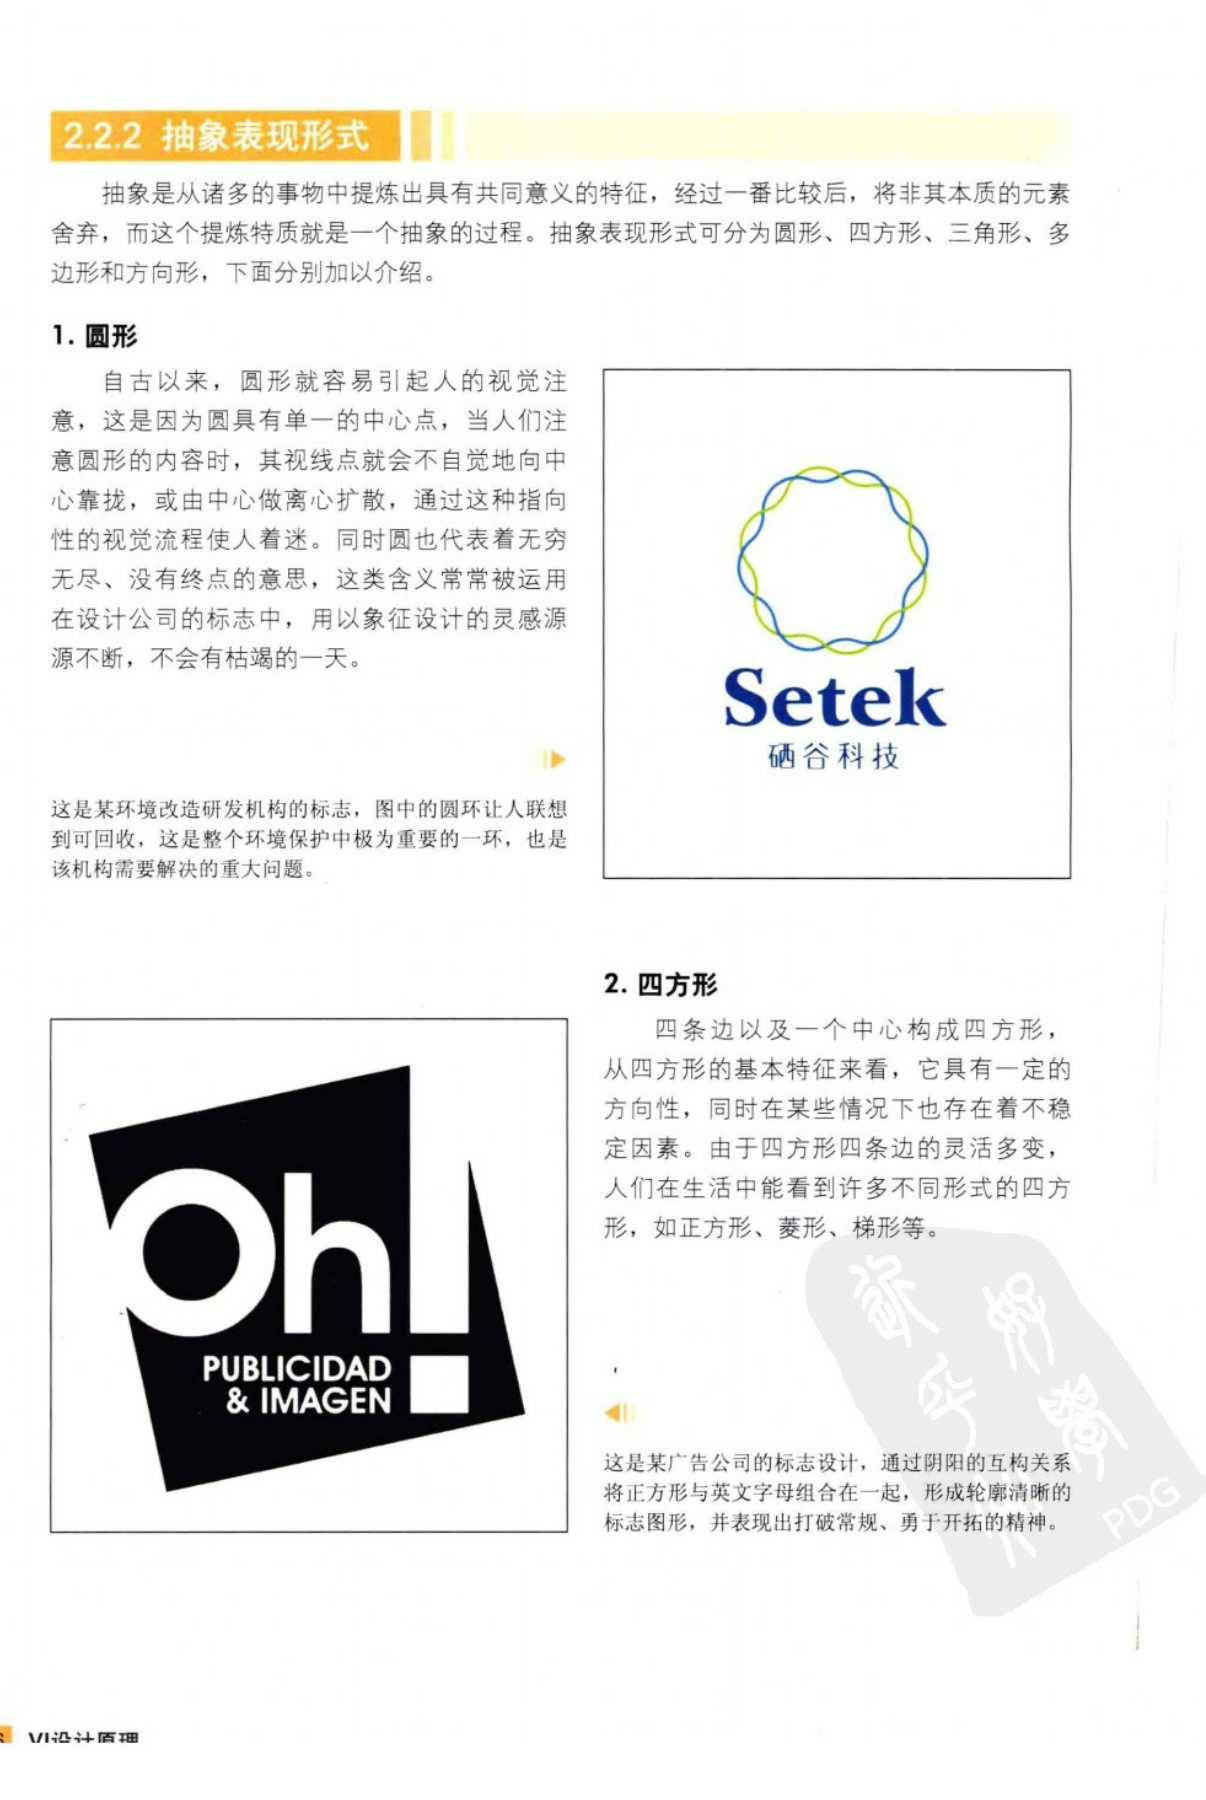 2.2.2 抽象表现形式
抽象是从诸多的事物中提炼出具有共同意义的特征，经过一番比较后，将非其本质的元素
舍弃，而这个提炼特质就是一个抽象的过程。抽象表现形式可分为圆形、四方形、三角形、多
边形和方向形，下面分别加以介绍。
1. 圆形
自古以来，圆形就容易引起人的视觉注
意，这是因为圆具有单一的中心点，当人们注
意圆形的内容时，其视线点就会不自觉地向中
心靠拢，或由中心做离心扩散，通过这种指向
性的视觉流程使人着迷。同时圆也代表着无穷
无尽、没有终点的意思，这类含义常常被运用
在设计公司的标志中，用以象征设计的灵感源
源不断，不会有枯竭的一天。
Setek
硒谷科技
这是某环境改造研发机构的标志，图中的圆环让人联想
到可回收，这是整个环境保护中极为重要的一环，也是
该机构需要解决的重大问题。
2. 四方形
四条边以及一个中心构成四方形，
从四方形的基本特征来看，它具有一定的
方向性，同时在某些情况下也存在着不稳
定因素。由于四方形四条边的灵活多变，
人们在生活中能看到许多不同形式的四方
形，如正方形、菱形、梯形等。
Oh!
PUBLICIDAD
& IMAGEN
这是某广告公司的标志设计，通过阴阳的互构关系
将正方形与英文字母组合在一起，形成轮廓清晰的
标志图形，并表现出打破常规、勇于开拓的精神。
PDG
VI设计原理